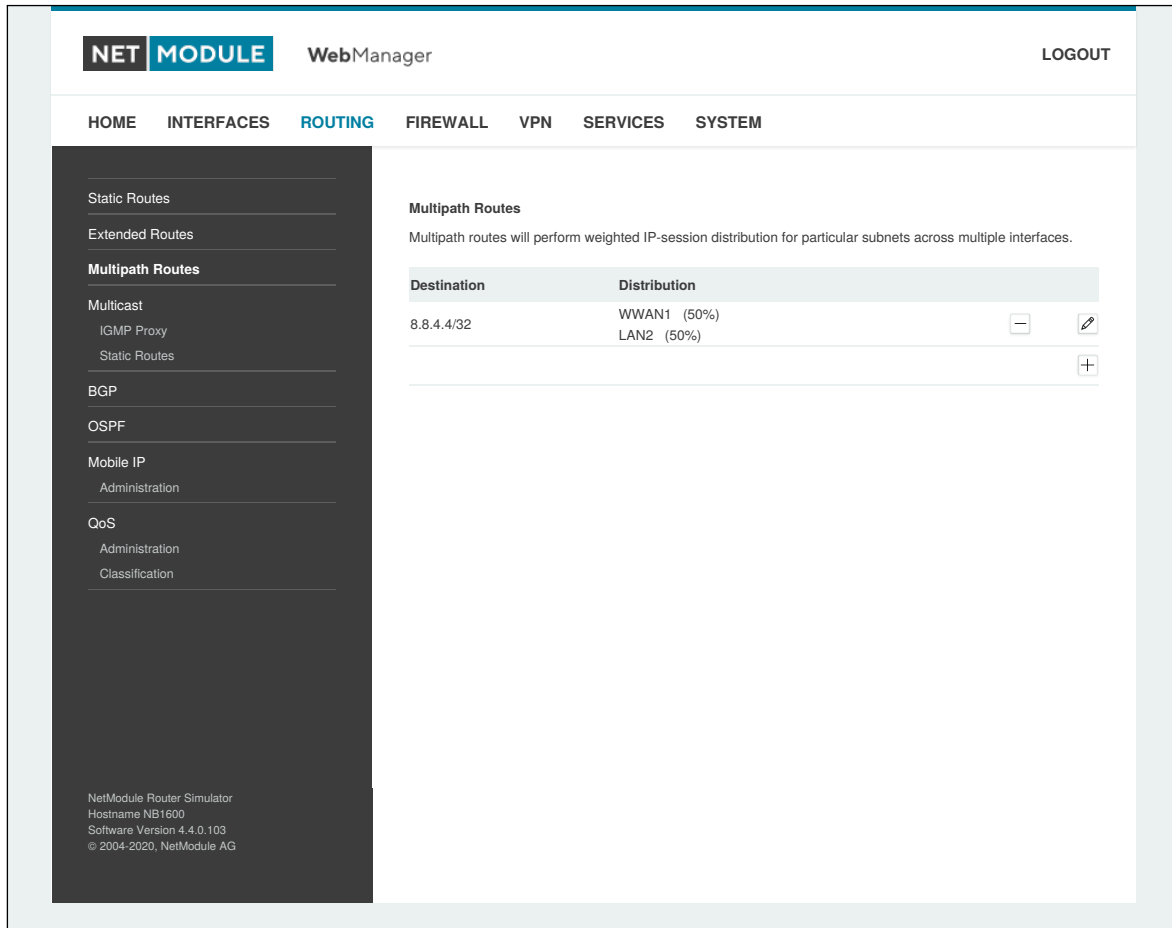 NET MODULE WebManager LOGOUT
HOME INTERFACES ROUTING FIREWALL VPN SERVICES SYSTEM
Static Routes
Extended Routes
Multipath Routes
Multicast
IGMP Proxy
Static Routes
BGP
OSPF
Mobile IP
Administration
QoS
Administration
Classification
NetModule Router Simulator
Hostname NB1600
Software Version 4.4.0.103
© 2004-2020, NetModule AG
Multipath Routes
Multipath routes will perform weighted IP-session distribution for particular subnets across multiple interfaces.
Destination Distribution
8.8.4.4/32 WWAN1 (50%)
LAN2 (50%)